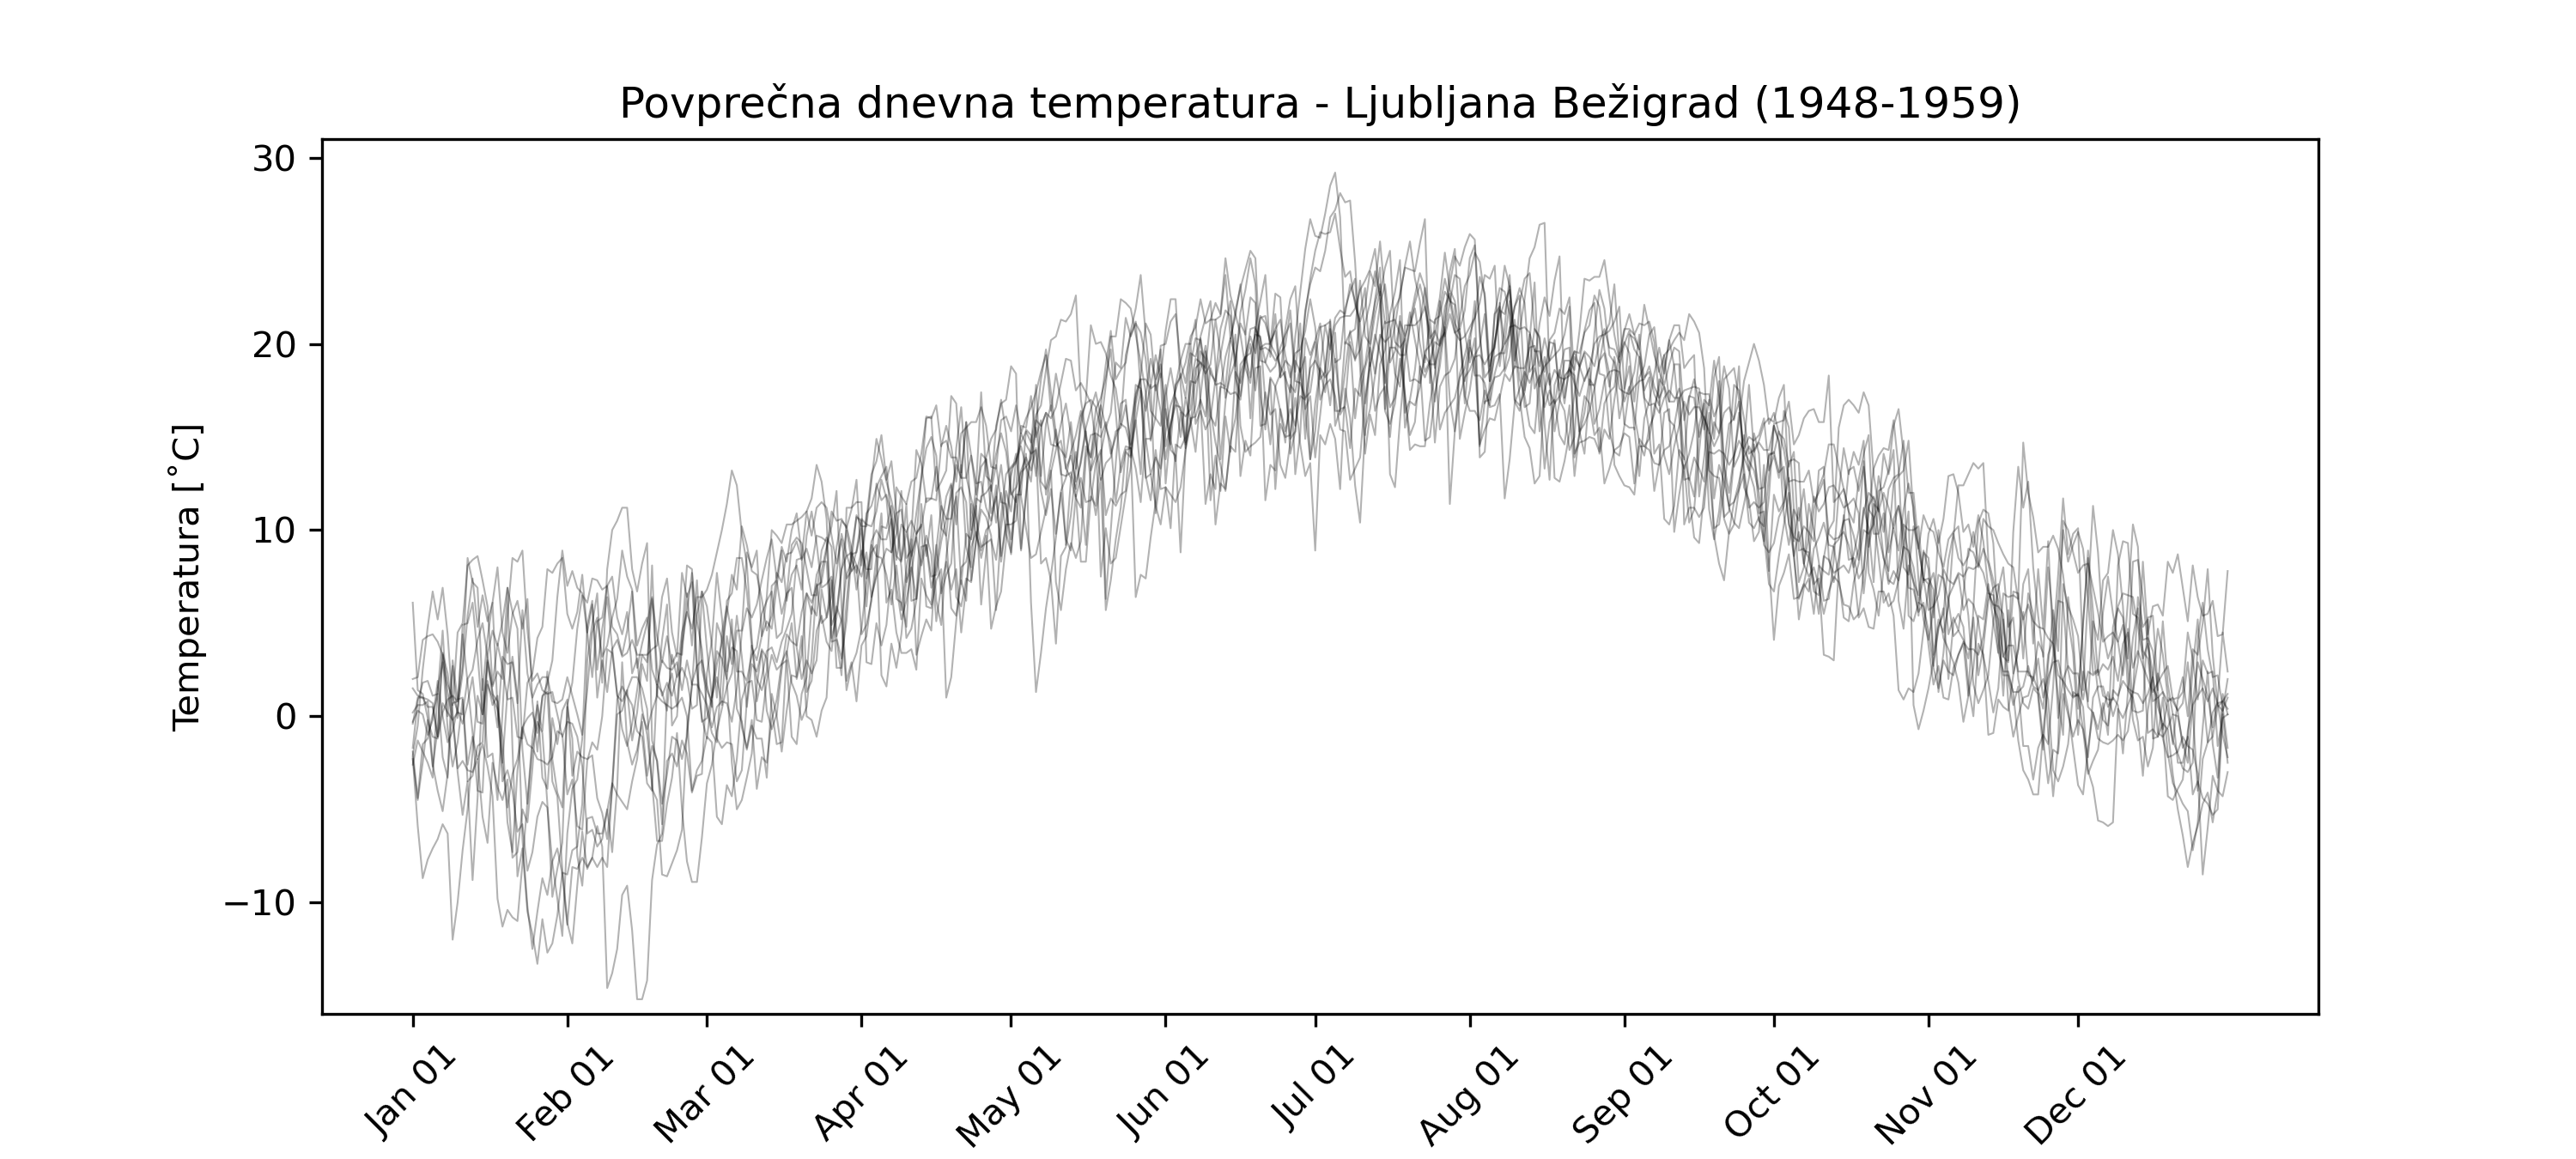 Povprečna dnevna temperatura - Ljubljana Bežigrad (1948-1959)
Temperatura [˚C]
30
20
10
0
−10
Jan 01
Feb 01
Mar 01
Apr 01
May 01
Jun 01
Jul 01
Aug 01
Sep 01
Oct 01
Nov 01
Dec 01